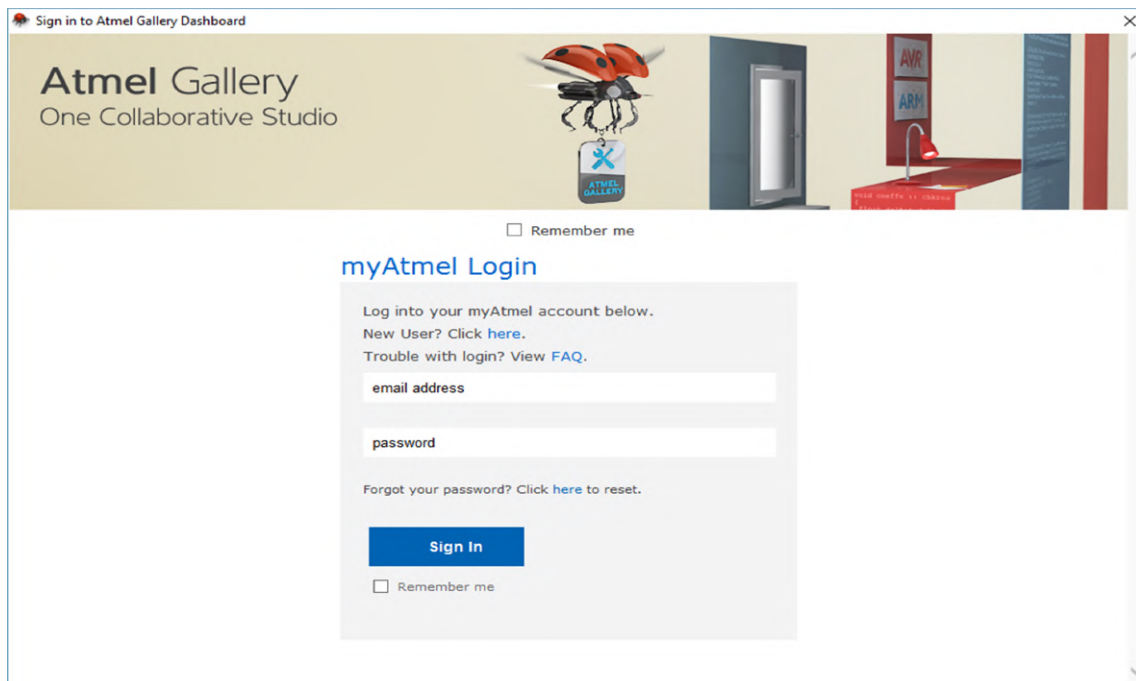 Sign in to Atmel Gallery Dashboard
Atmel Gallery
One Collaborative Studio
AVR
ARM
ATMEL
GALLERY
Remember me
myAtmel Login
Log into your myAtmel account below.
New User? Click here.
Trouble with login? View FAQ.
email address
password
Forgot your password? Click here to reset.
Sign In
Remember me